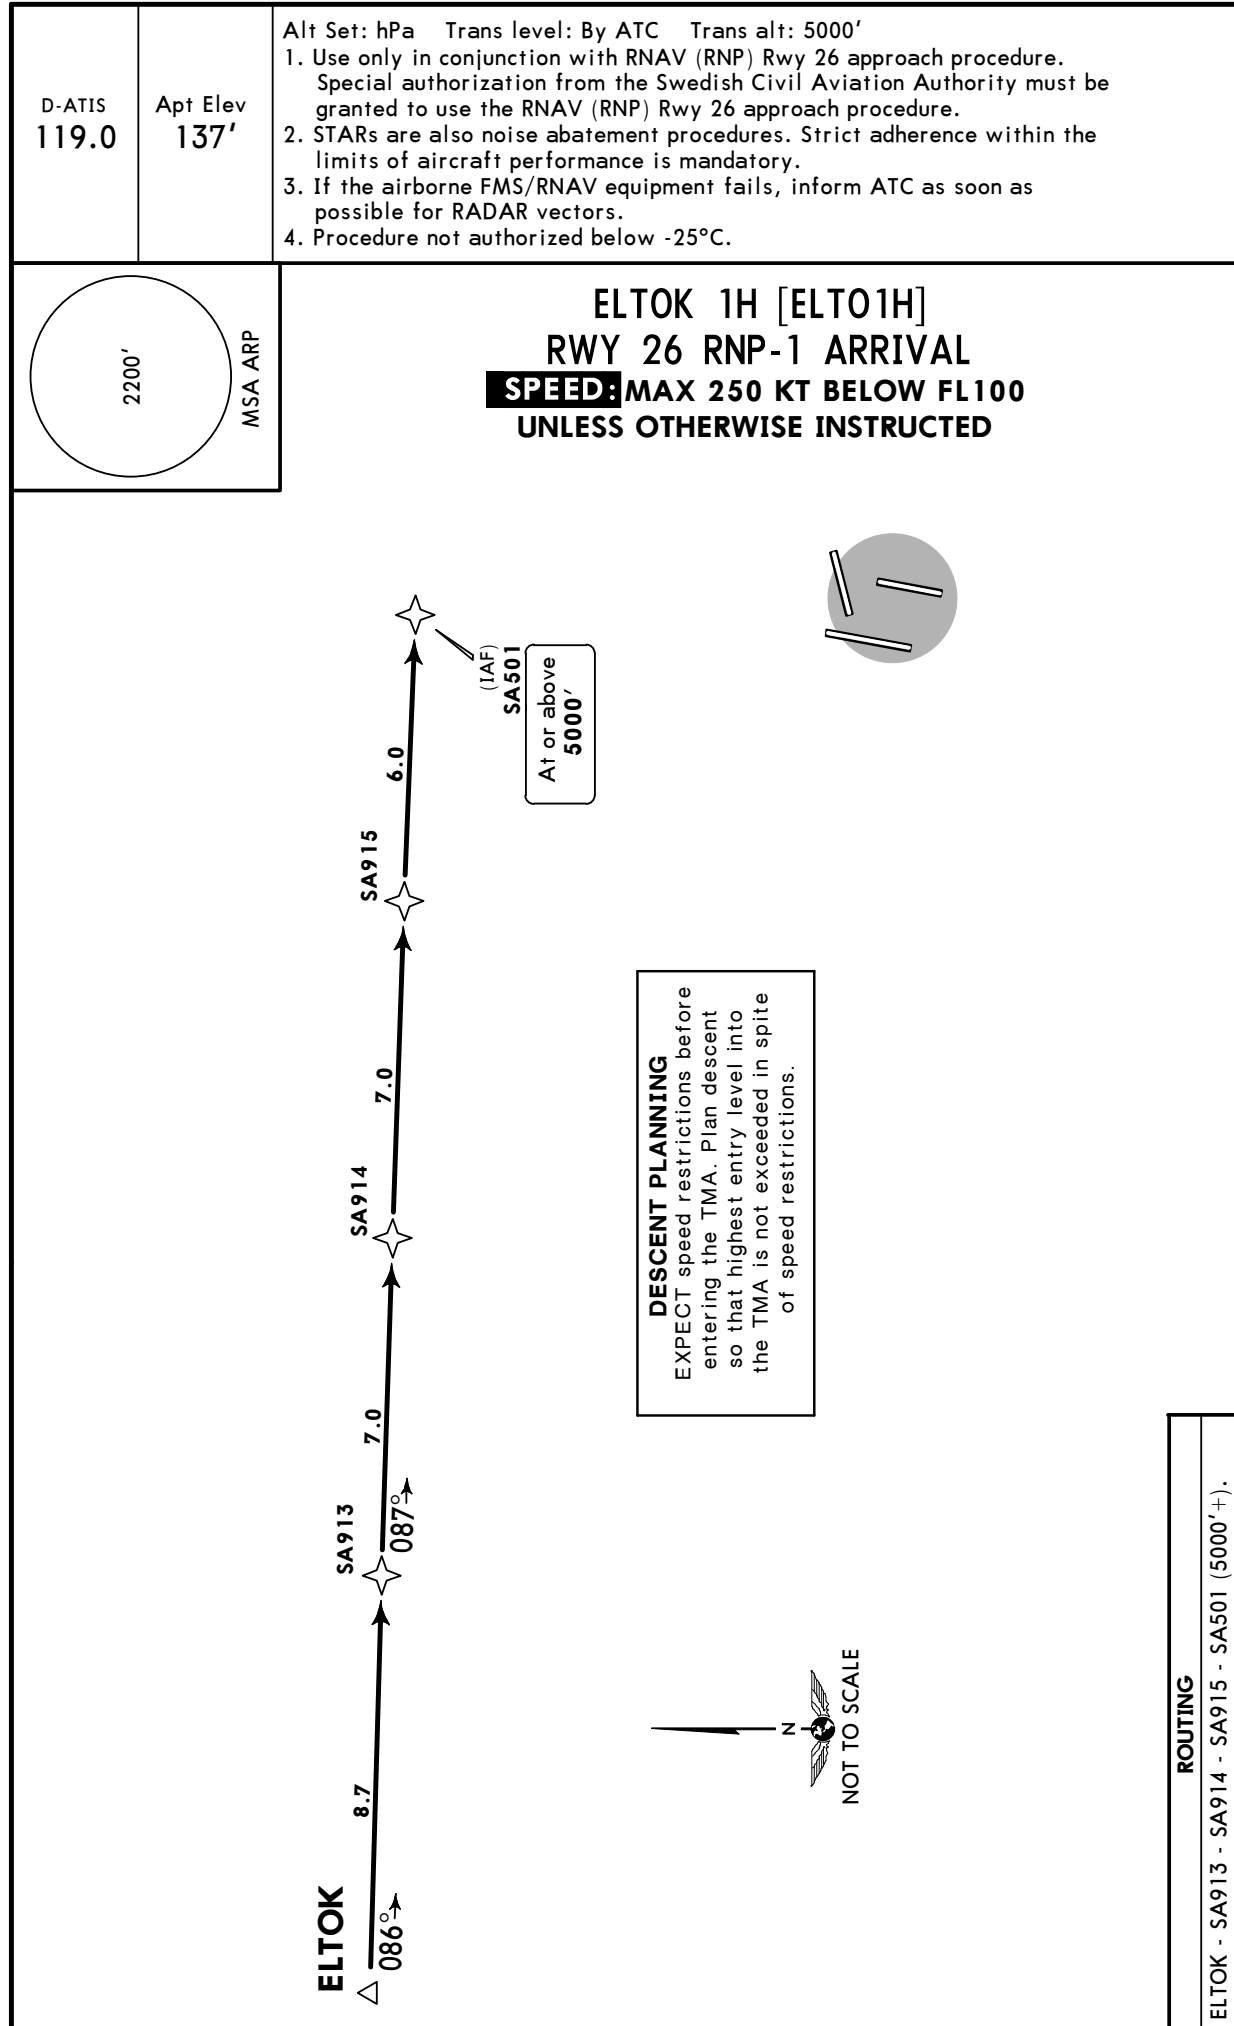 D-ATIS
119.0
Apt Elev
137'
Alt Set: hPa Trans level: By ATC Trans alt: 5000'
1. Use only in conjunction with RNAV (RNP) Rwy 26 approach procedure.
Special authorization from the Swedish Civil Aviation Authority must be
granted to use the RNAV (RNP) Rwy 26 approach procedure.
2. STARs are also noise abatement procedures. Strict adherence within the
limits of aircraft performance is mandatory.
3. If the airborne FMS/RNAV equipment fails, inform ATC as soon as
possible for RADAR vectors.
4. Procedure not authorized below -25°C.
2200'
MSA ARP
ELTOK 1H [ELTO1H]
RWY 26 RNP-1 ARRIVAL
SPEED: MAX 250 KT BELOW FL100
UNLESS OTHERWISE INSTRUCTED
(IAF)
SA501
At or above
5000'
6.0
SA915
7.0
SA914
7.0
SA913
087°
8.7
ELTOK
086°
DESCENT PLANNING
EXPECT speed restrictions before
entering the TMA. Plan descent
so that highest entry level into
the TMA is not exceeded in spite
of speed restrictions.
N
NOT TO SCALE
ROUTING
ELTOK - SA913 - SA914 - SA915 - SA501 (5000'+).